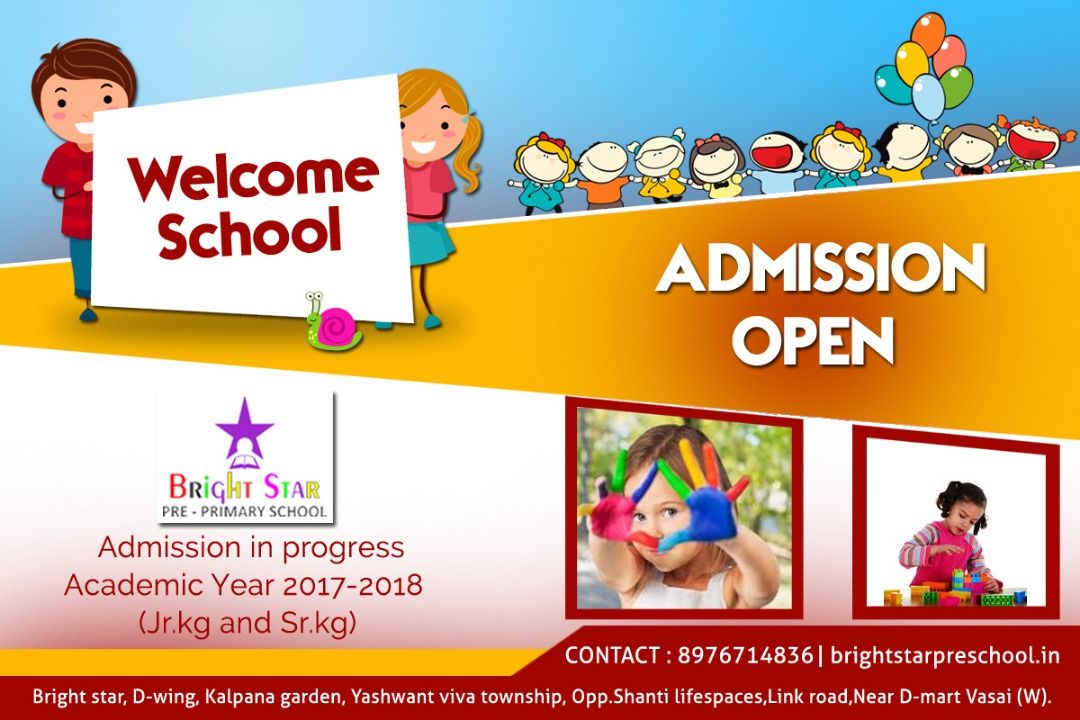 Welcome
School
ADMISSION
OPEN
BRighT STAR
PRE - PRIMARY SCHOOL
Admission in progress
Academic Year 2017-2018
(Jr.kg and Sr.kg)
CONTACT : 8976714836| brightstarpreschool.in
Bright star, D-wing, Kalpana garden, Yashwant viva township, Opp.Shanti lifespaces,Link road,Near D-mart Vasai (W).